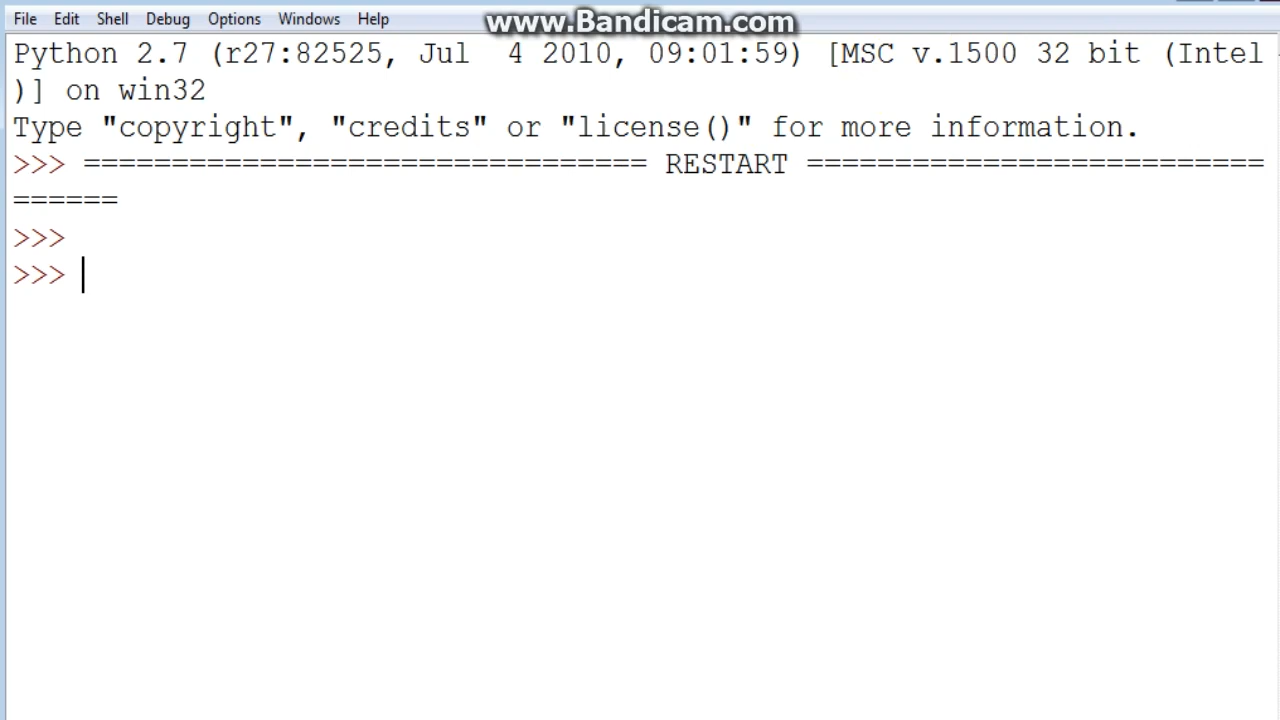 www.Bandicam.com
File Edit Shell Debug Options Windows Help
Python 2.7 (r27:82525, Jul  4 2010, 09:01:59) [MSC v.1500 32 bit (Intel
)] on win32
Type "copyright", "credits" or "license()" for more information.
>>> ================================ RESTART ==========================
======
>>>
>>>